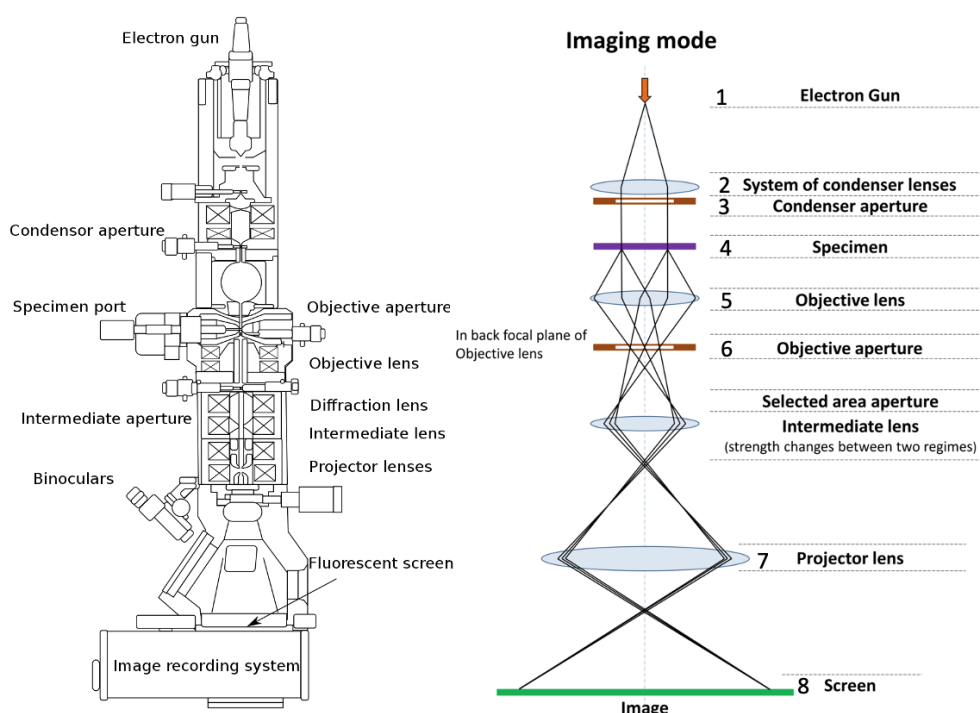 Electron gun
Condensor aperture
Specimen port
Objective aperture
Objective lens
Intermediate aperture
Diffraction lens
Intermediate lens
Projector lenses
Binoculars
Fluorescent screen
Image recording system
Imaging mode
1 Electron Gun
2 System of condenser lenses
3 Condenser aperture
4 Specimen
5 Objective lens
In back focal plane of
Objective lens
6 Objective aperture
Selected area aperture
Intermediate lens
(strength changes between two regimes)
7 Projector lens
8 Screen
Image